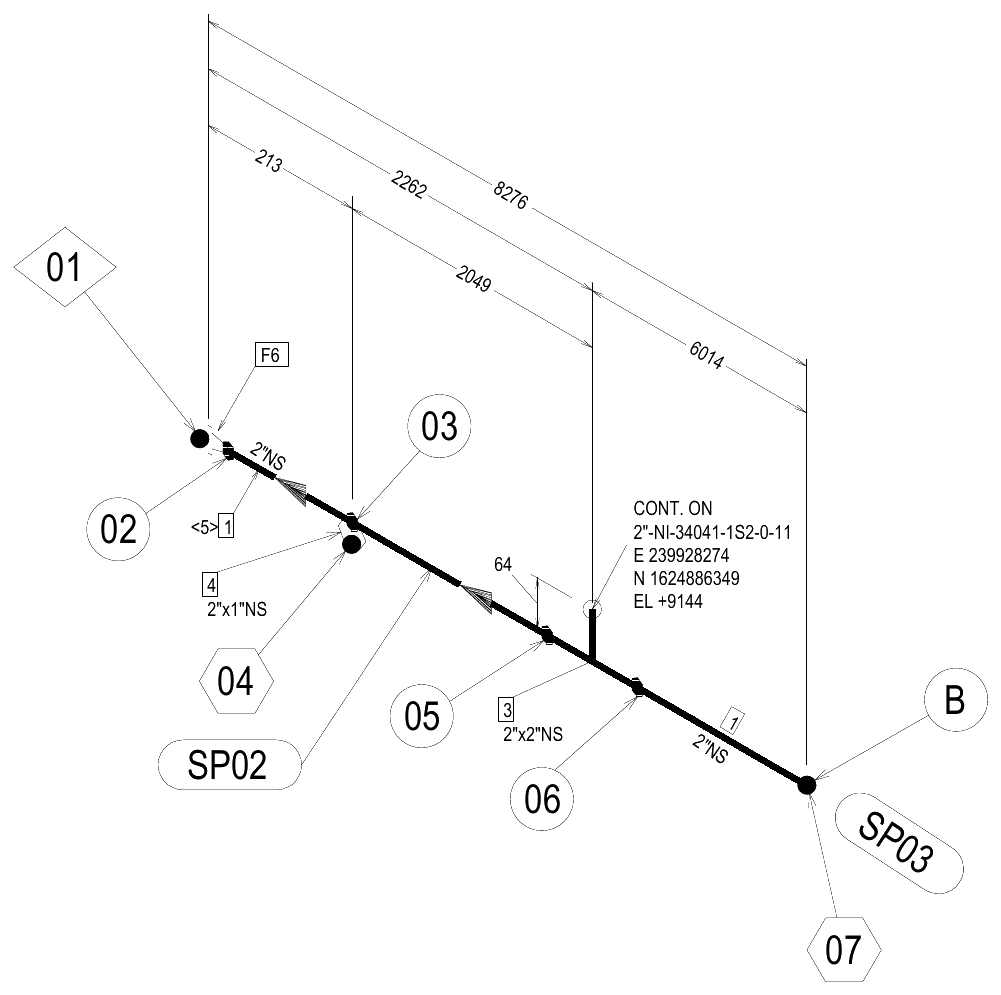 8276
2262
213
2049
6014
01
F6
03
2"NS
02
<5> 1
CONT. ON
2"-NI-34041-1S2-0-11
E 239928274
N 1624886349
EL +9144
64
4
2"x1"NS
04
05
3
2"x2"NS
B
1
2"NS
SP02
06
SP03
07